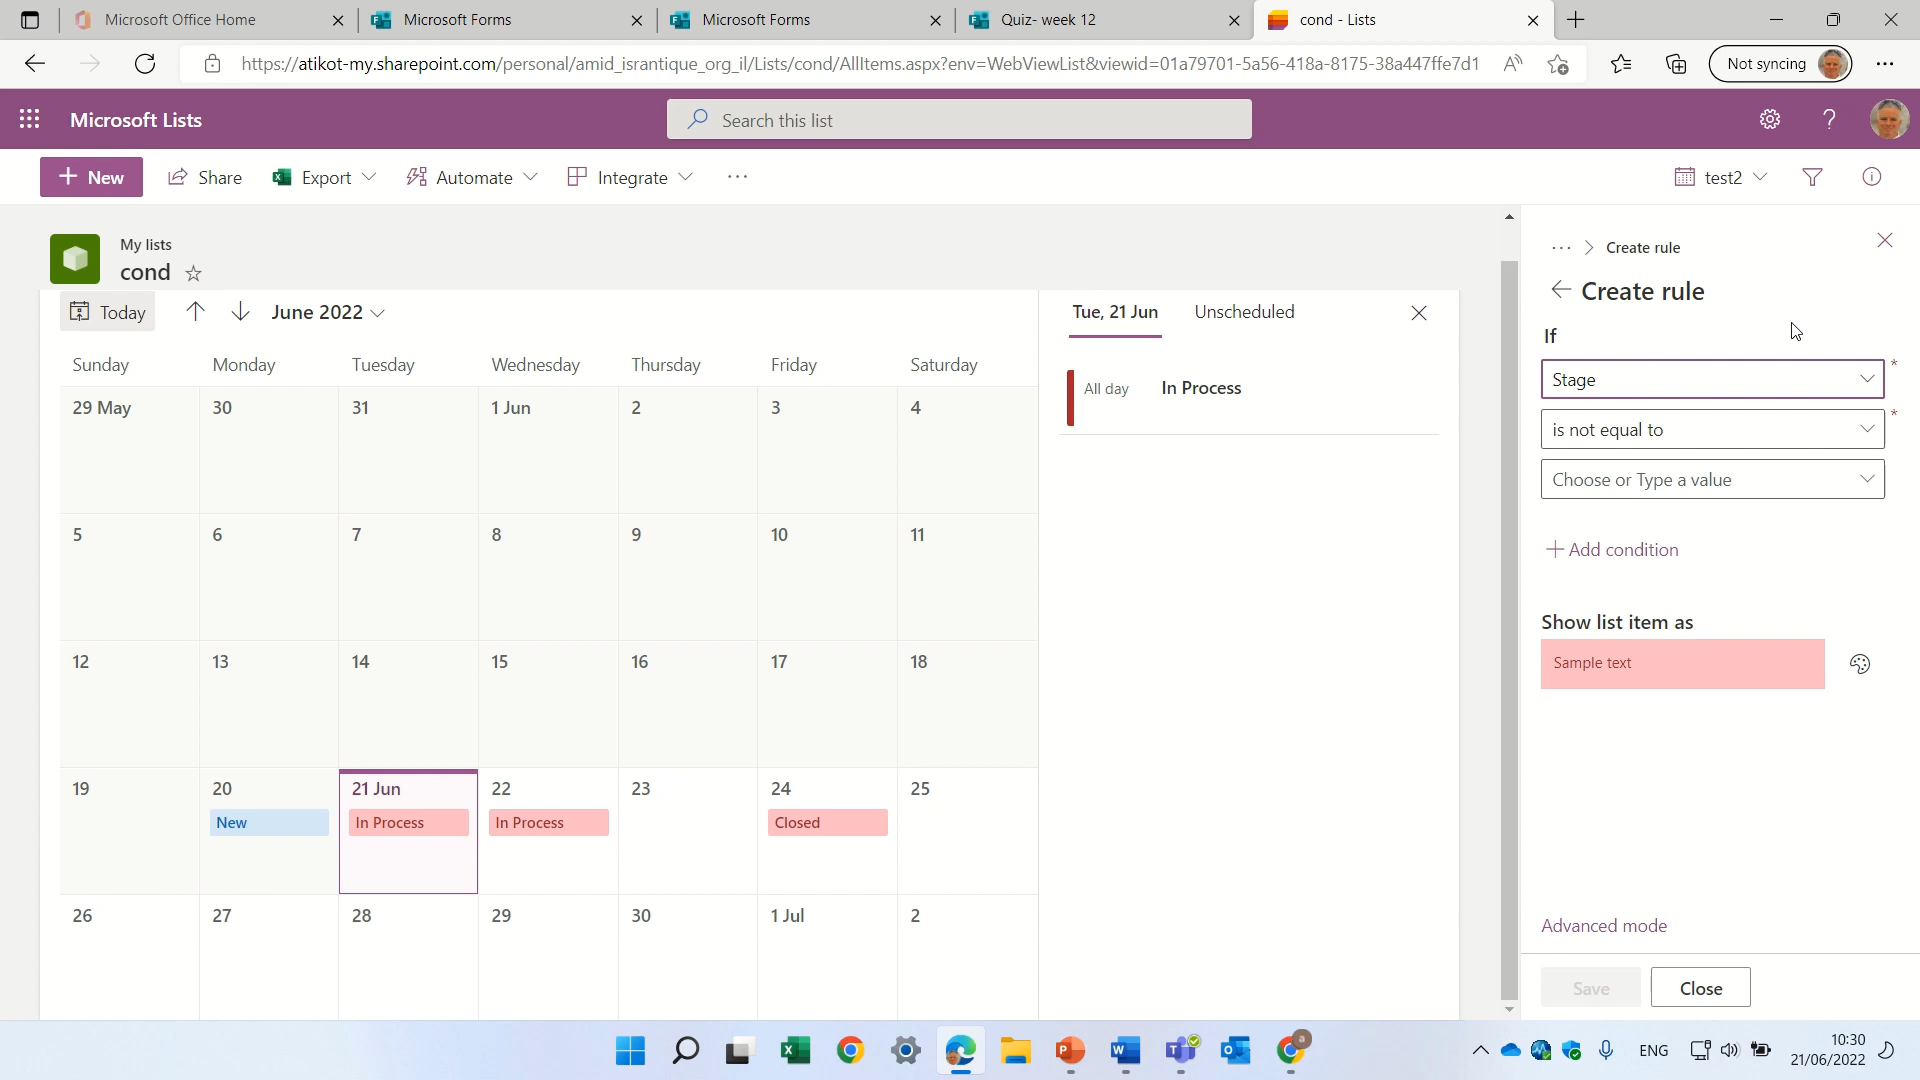 Microsoft Office Home
Microsoft Forms
Microsoft Forms
Quiz- week 12
cond - Lists
https://atikot-my.sharepoint.com/personal/amid_israntique_org_il/Lists/cond/AllItems.aspx?env=WebViewList&viewid=01a79701-5a56-418a-8175-38a447ffe7d1
Not syncing
Microsoft Lists
Search this list
New
Share
Export
Automate
Integrate
test2
My lists
cond
Today
June 2022
Sunday
Monday
Tuesday
Wednesday
Thursday
Friday
Saturday
29 May
30
31
1 Jun
2
3
4
5
6
7
8
9
10
11
12
13
14
15
16
17
18
19
20
21 Jun
22
23
24
25
New
In Process
In Process
Closed
26
27
28
29
30
1 Jul
2
Tue, 21 Jun
Unscheduled
All day
In Process
Create rule
Create rule
If
Stage
*
is not equal to
*
Choose or Type a value
Add condition
Show list item as
Sample text
Advanced mode
Save
Close
ENG
10:30
21/06/2022